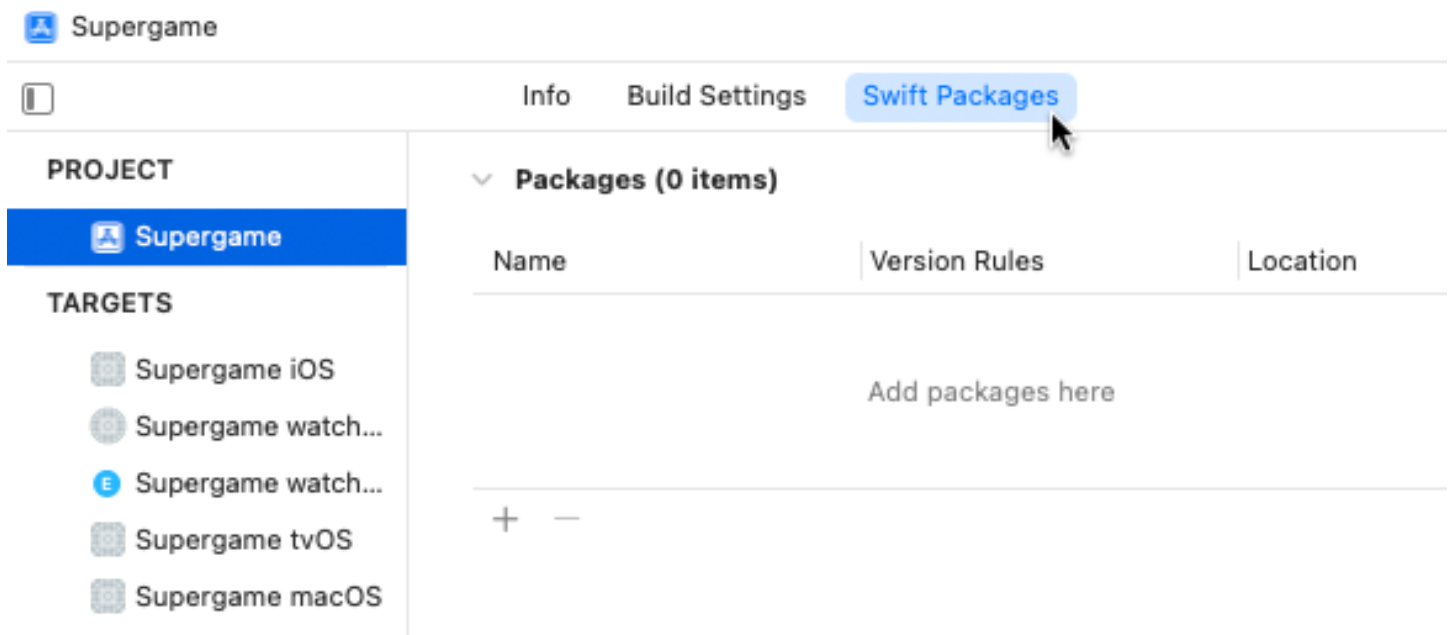 Supergame
Info Build Settings Swift Packages
PROJECT
Supergame
TARGETS
Supergame iOS
Supergame watch...
E Supergame watch...
Supergame tvOS
Supergame macOS
Packages (0 items)
Name Version Rules Location
Add packages here
+ −